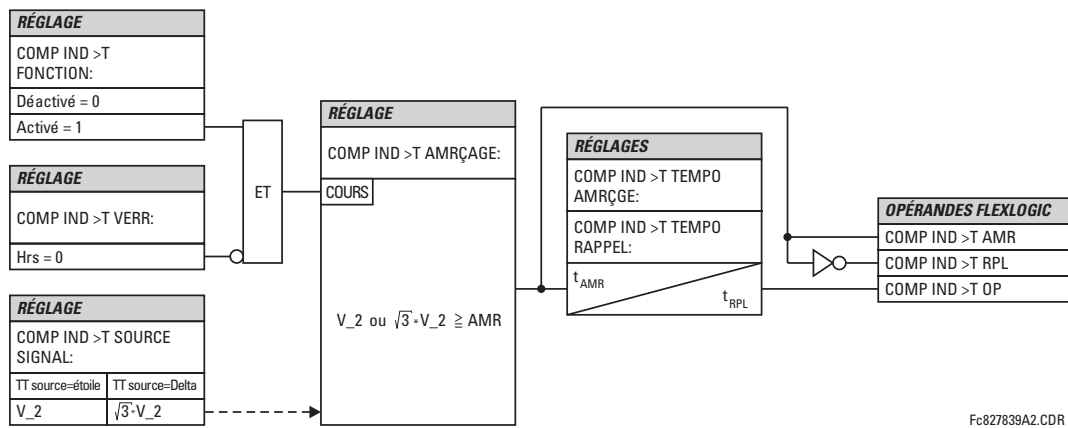 RÉGLAGE
COMP IND >T
FONCTION:
Déactivé = 0
Activé = 1
RÉGLAGE
COMP IND >T VERR:
Hrs = 0
RÉGLAGE
COMP IND >T SOURCE
SIGNAL:
TT source=étoile TT source=Delta
V_2 √3·V_2
ET
RÉGLAGE
COMP IND >T AMRÇAGE:
COURS
V_2 ou √3·V_2 ≧ AMR
RÉGLAGES
COMP IND >T TEMPO
AMRÇGE:
COMP IND >T TEMPO
RAPPEL:
t_AMR
t_RPL
OPÉRANDES FLEXLOGIC
COMP IND >T AMR
COMP IND >T RPL
COMP IND >T OP
Fc827839A2.CDR